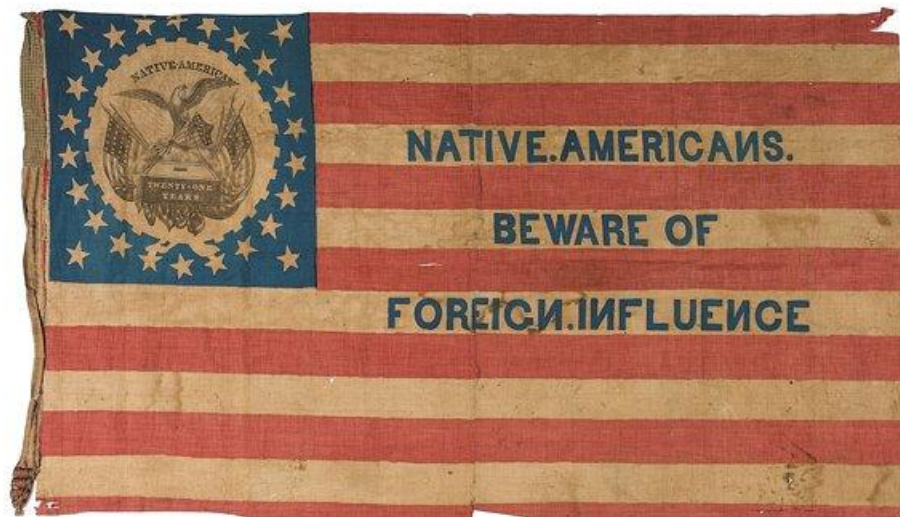 NATIVE·AMERICAN
TWENTY-ONE
YEARS
NATIVE.AMERICANS.
BEWARE OF
FOREIGN.INFLUENCE